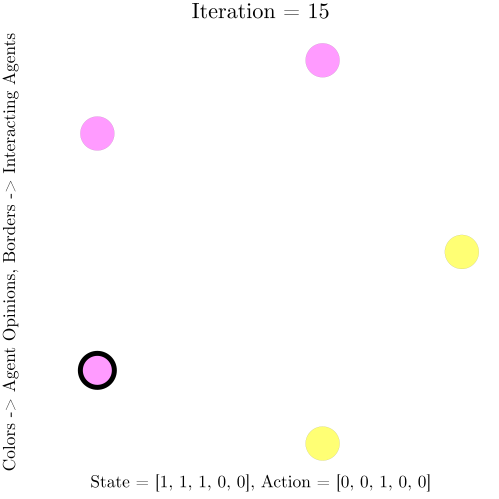 Iteration = 15
Colors -> Agent Opinions, Borders -> Interacting Agents
State = [1, 1, 1, 0, 0], Action = [0, 0, 1, 0, 0]